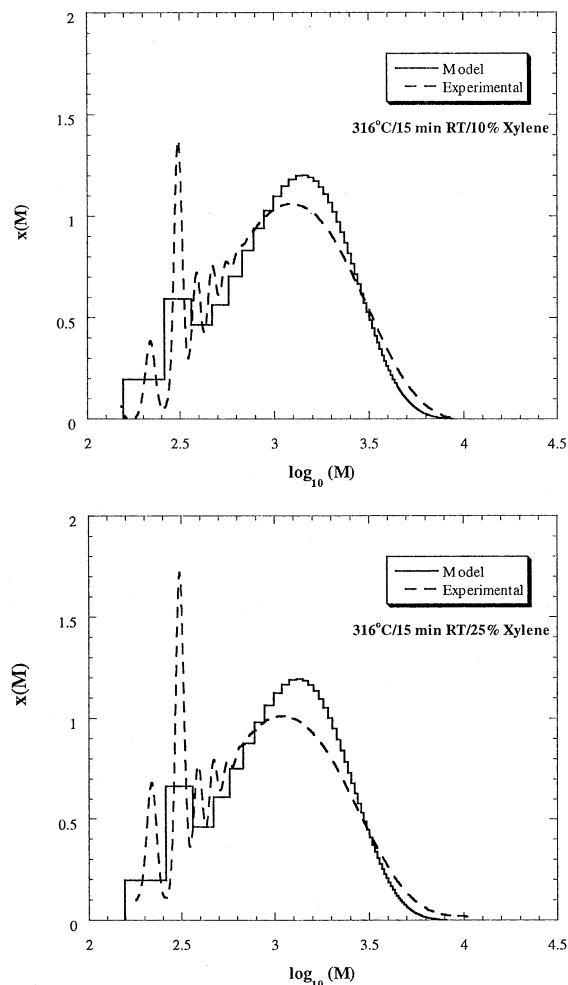 2
1.5
1
0.5
0
x(M)
Model
Experimental
316°C/15 min RT/10% Xylene
2 2.5 3 3.5 4 4.5
log10 (M)
2
1.5
1
0.5
0
x(M)
Model
Experimental
316°C/15 min RT/25% Xylene
2 2.5 3 3.5 4 4.5
log10 (M)